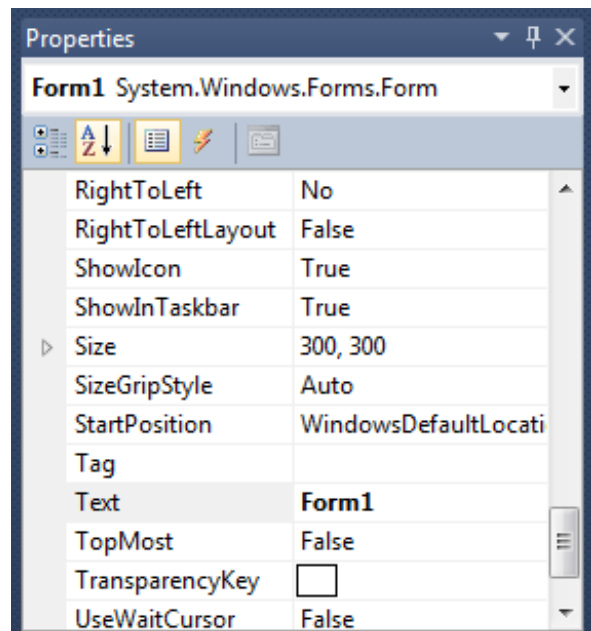 Properties
Form1 System.Windows.Forms.Form
A
Z
RightToLeft No
RightToLeftLayout False
ShowIcon True
ShowInTaskbar True
Size 300, 300
SizeGripStyle Auto
StartPosition WindowsDefaultLocati
Tag
Text Form1
TopMost False
TransparencyKey
UseWaitCursor False